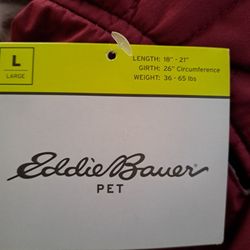 L
LARGE
LENGTH: 18" - 21"
GIRTH: 26" Circumference
WEIGHT: 36 - 65 lbs
Eddie Bauer
PET